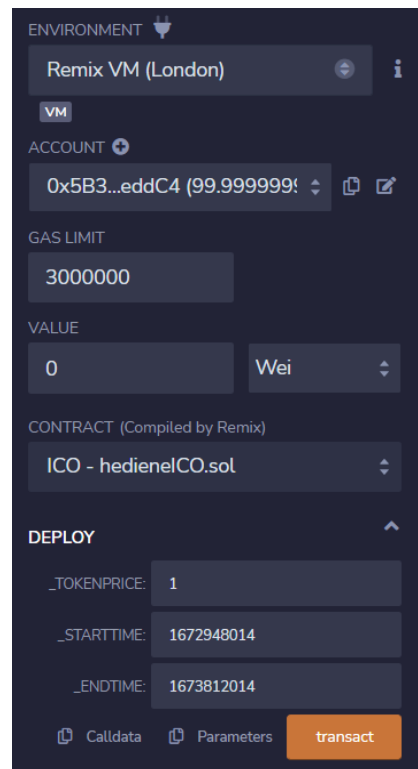 ENVIRONMENT
Remix VM (London)
i
VM
ACCOUNT
0x5B3...eddC4 (99.9999999
GAS LIMIT
3000000
VALUE
0 Wei
CONTRACT (Compiled by Remix)
ICO - hedieneICO.sol
DEPLOY
_TOKENPRICE: 1
_STARTTIME: 1672948014
_ENDTIME: 1673812014
Calldata Parameters transact